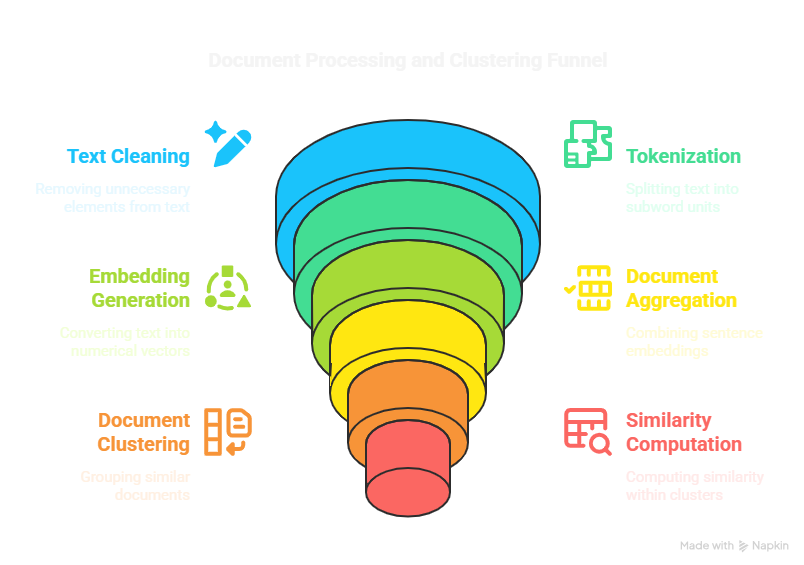 Document Processing and Clustering Funnel
Text Cleaning
Removing unnecessary
elements from text
Tokenization
Splitting text into
subword units
Embedding
Generation
Converting text into
numerical vectors
Document
Aggregation
Combining sentence
embeddings
Document
Clustering
Grouping similar
documents
Similarity
Computation
Computing similarity
within clusters
Made with Napkin